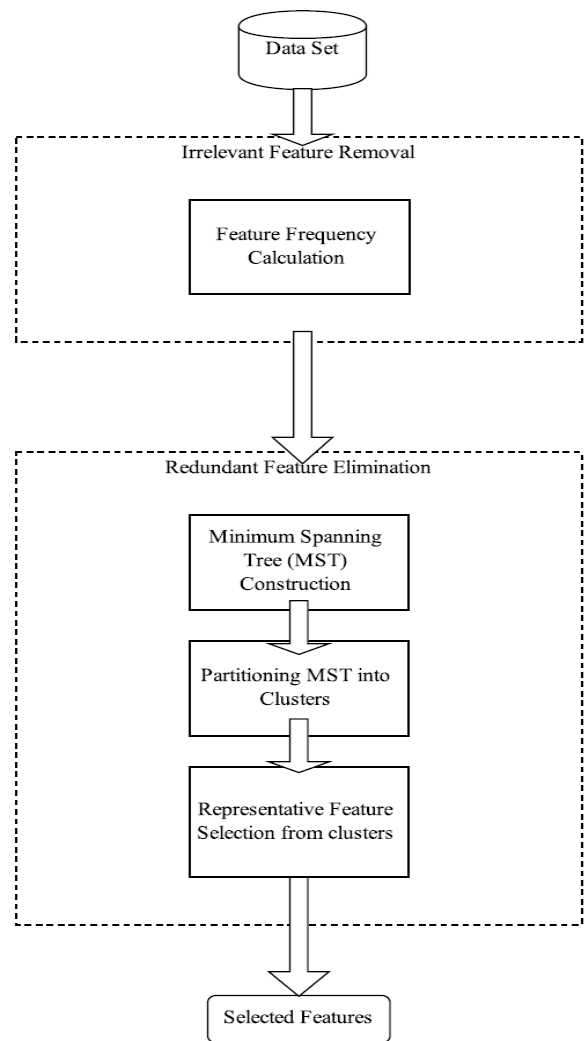 Data Set
Irrelevant Feature Removal
Feature Frequency
Calculation
Redundant Feature Elimination
Minimum Spanning
Tree (MST)
Construction
Partitioning MST into
Clusters
Representative Feature
Selection from clusters
Selected Features